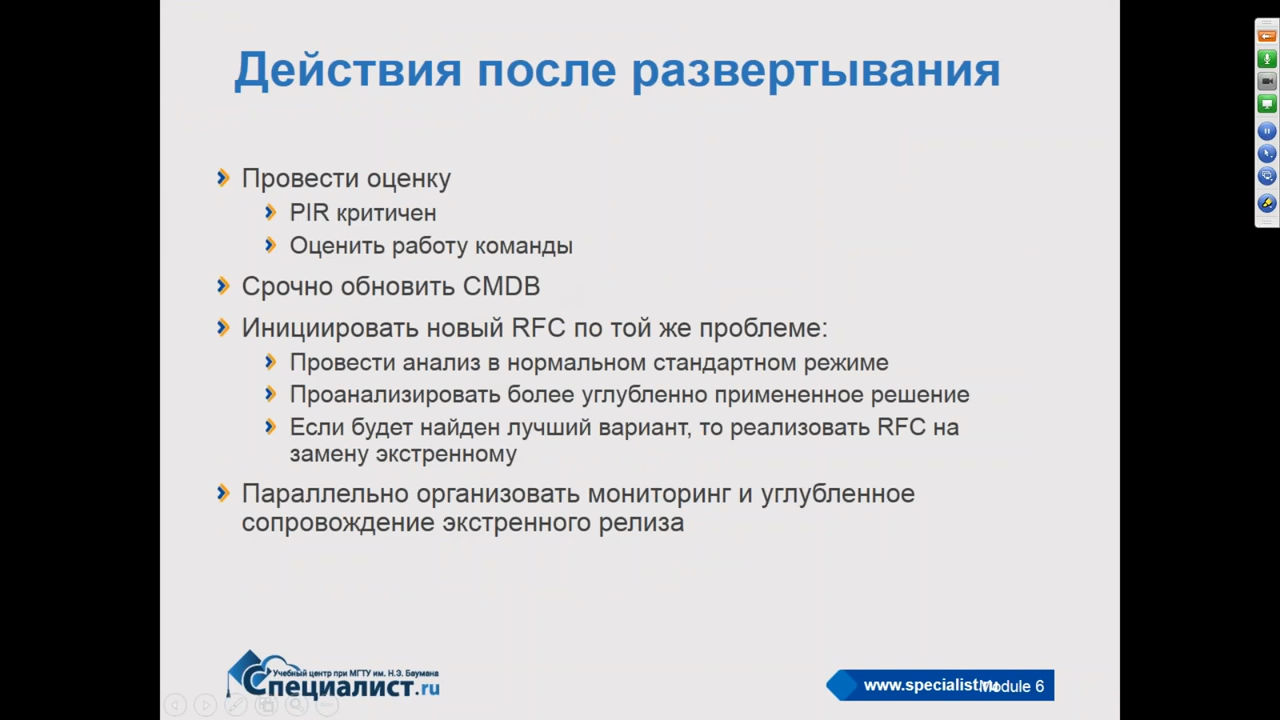 Действия после развертывания
Провести оценку
PIR критичен
Оценить работу команды
Срочно обновить CMDB
Инициировать новый RFC по той же проблеме:
Провести анализ в нормальном стандартном режиме
Проанализировать более углубленно примененное решение
Если будет найден лучший вариант, то реализовать RFC на
замену экстренному
Параллельно организовать мониторинг и углубленное
сопровождение экстренного релиза
Учебный центр при МГТУ им. Н.Э. Баумана
Специалист.ru
www.specialist.ru
Module 6